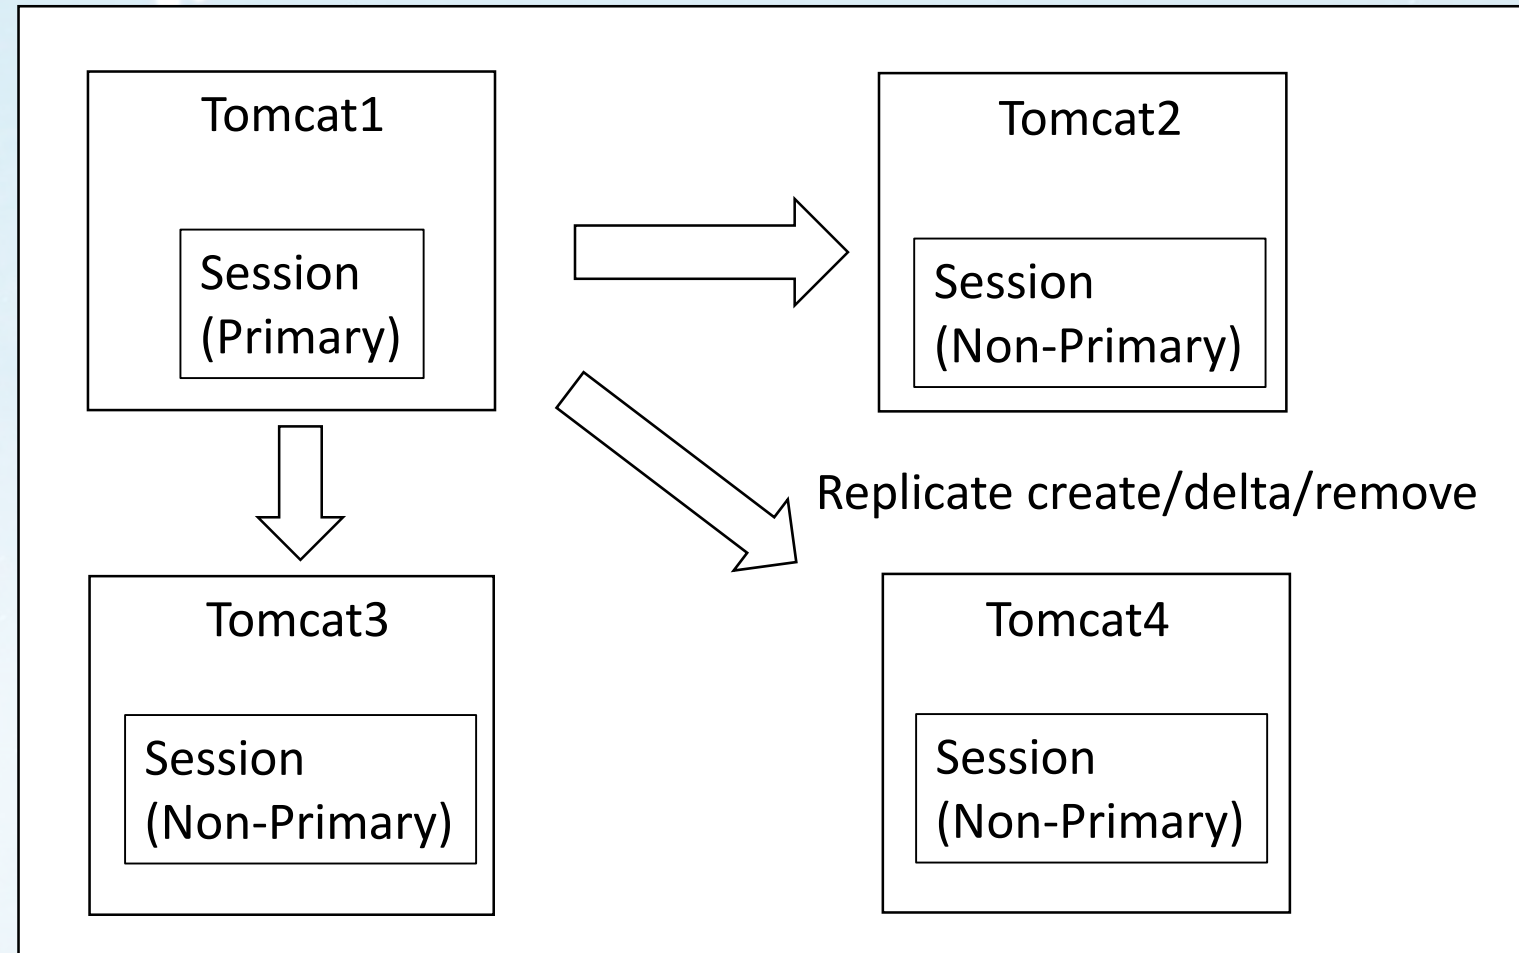 Tomcat1
Session
(Primary)
Tomcat2
Session
(Non-Primary)
Replicate create/delta/remove
Tomcat3
Session
(Non-Primary)
Tomcat4
Session
(Non-Primary)